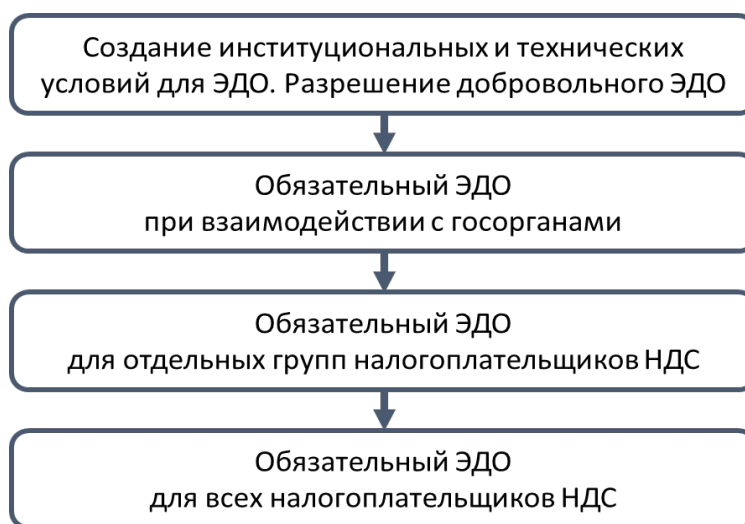 Создание институциональных и технических
условий для ЭДО. Разрешение добровольного ЭДО
Обязательный ЭДО
при взаимодействии с госорганами
Обязательный ЭДО
для отдельных групп налогоплательщиков НДС
Обязательный ЭДО
для всех налогоплательщиков НДС